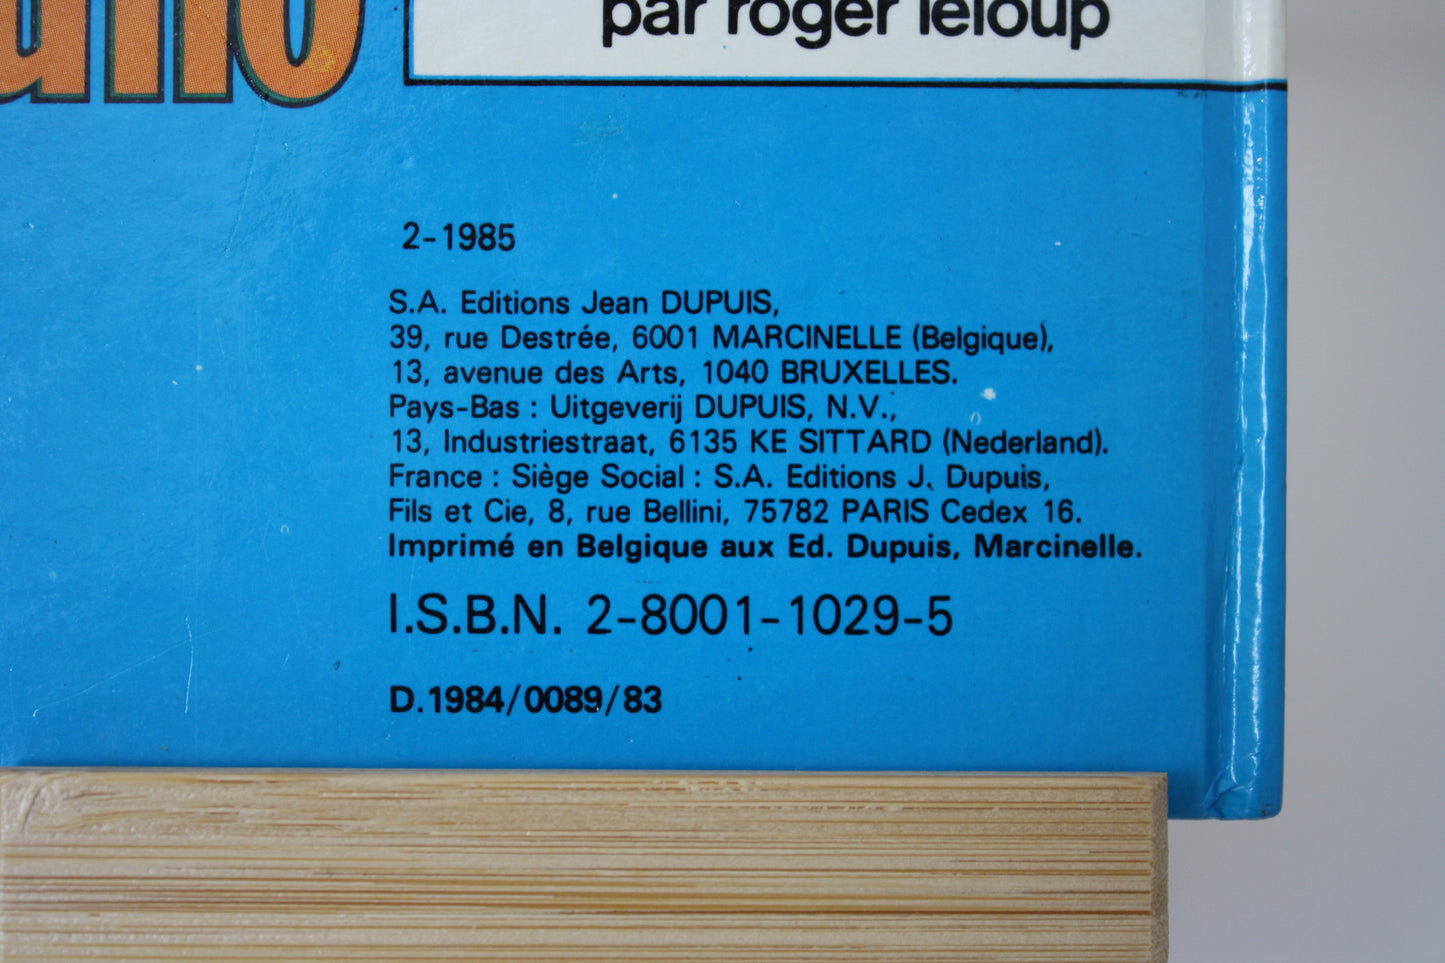 par roger leloup
2-1985
S.A. Editions Jean DUPUIS,
39, rue Destrée, 6001 MARCINELLE (Belgique),
13, avenue des Arts, 1040 BRUXELLES.
Pays-Bas : Uitgeverij DUPUIS, N.V.,
13, Industriestraat, 6135 KE SITTARD (Nederland).
France : Siège Social : S.A. Editions J. Dupuis,
Fils et Cie, 8, rue Bellini, 75782 PARIS Cedex 16.
Imprimé en Belgique aux Ed. Dupuis, Marcinelle.
I.S.B.N. 2-8001-1029-5
D.1984/0089/83